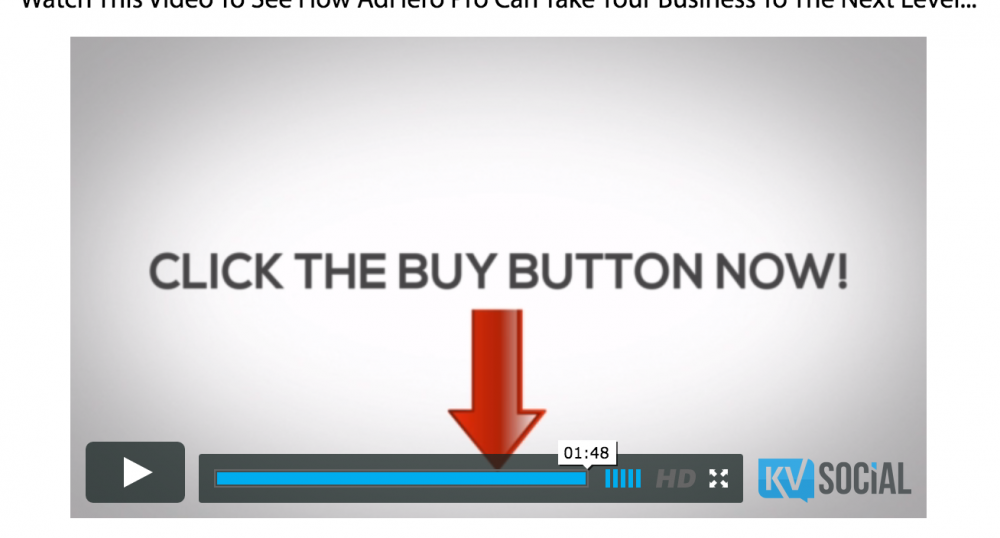 Watch This Video To See How AdHero Pro Can Take Your Business To The Next Level...
CLICK THE BUY BUTTON NOW!
01:48
HD
KV SOCiAL